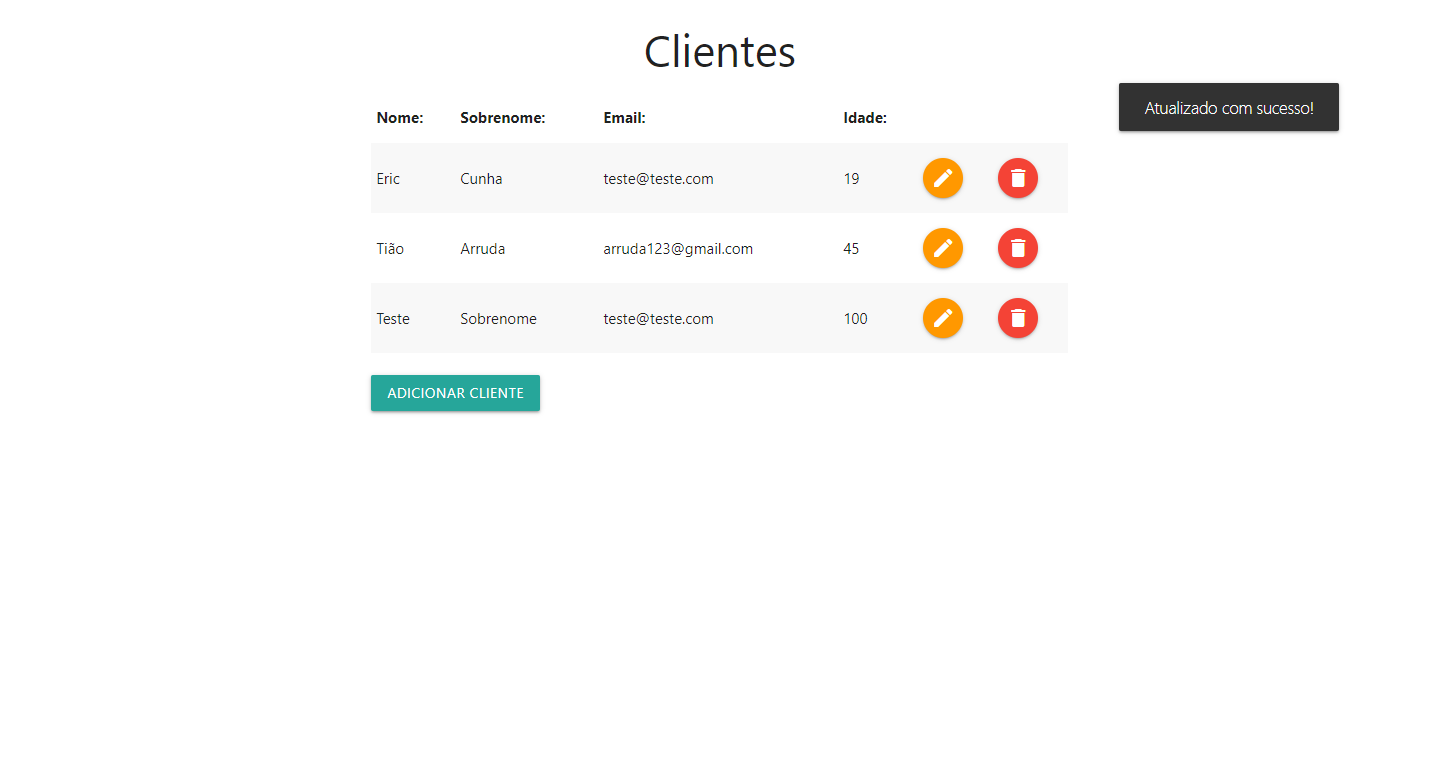 Clientes
Atualizado com sucesso!
Nome: Sobrenome: Email: Idade:
Eric Cunha teste@teste.com 19
Tião Arruda arruda123@gmail.com 45
Teste Sobrenome teste@teste.com 100
ADICIONAR CLIENTE